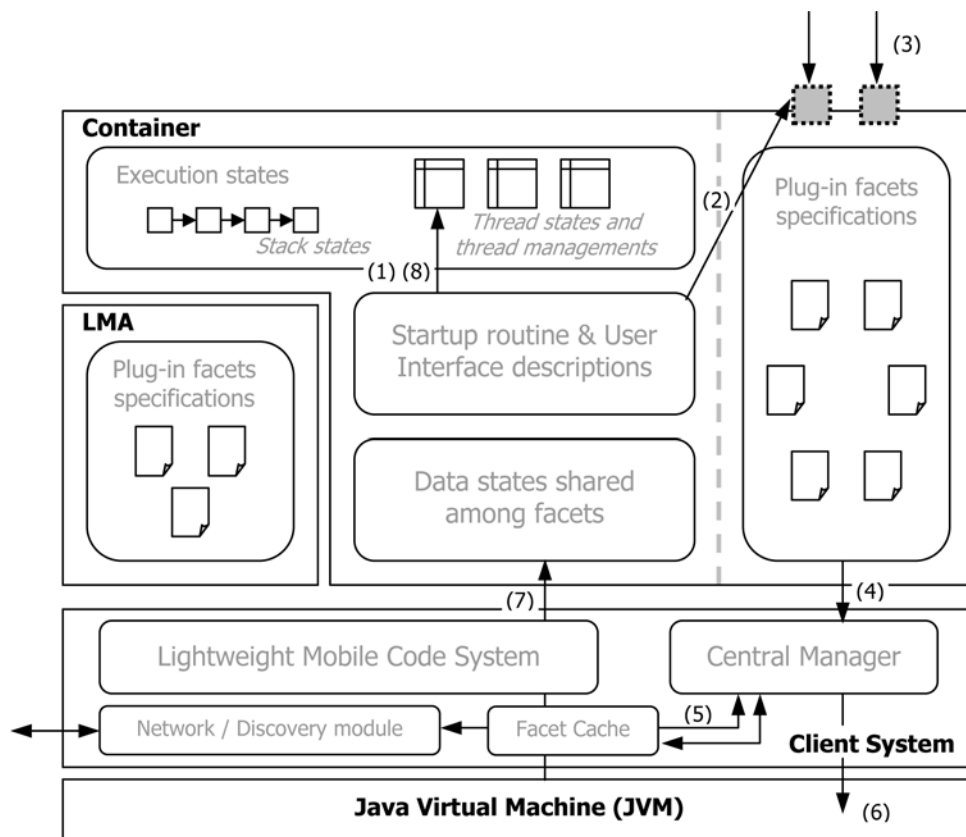 (3)
Container
Execution states
Stack states
Thread states and
thread managements
(2)
Plug-in facets
specifications
(1) (8)
LMA
Plug-in facets
specifications
Startup routine & User
Interface descriptions
Data states shared
among facets
(7)
(4)
Lightweight Mobile Code System
Central Manager
Network / Discovery module
Facet Cache
(5)
Client System
Java Virtual Machine (JVM)
(6)